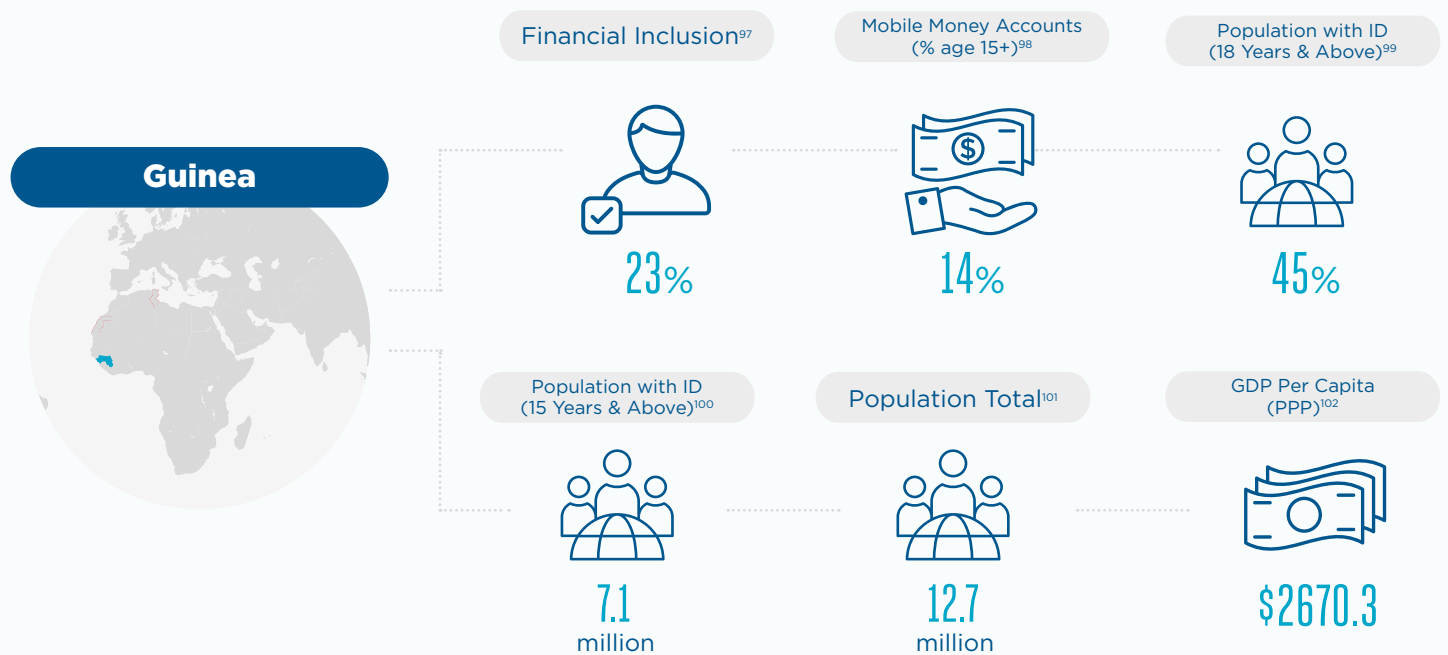 Guinea
Financial Inclusion97
23%
Mobile Money Accounts
(% age 15+)98
$
14%
Population with ID
(18 Years & Above)99
45%
Population with ID
(15 Years & Above)100
7.1
million
Population Total101
12.7
million
GDP Per Capita
(PPP)102
$2670.3